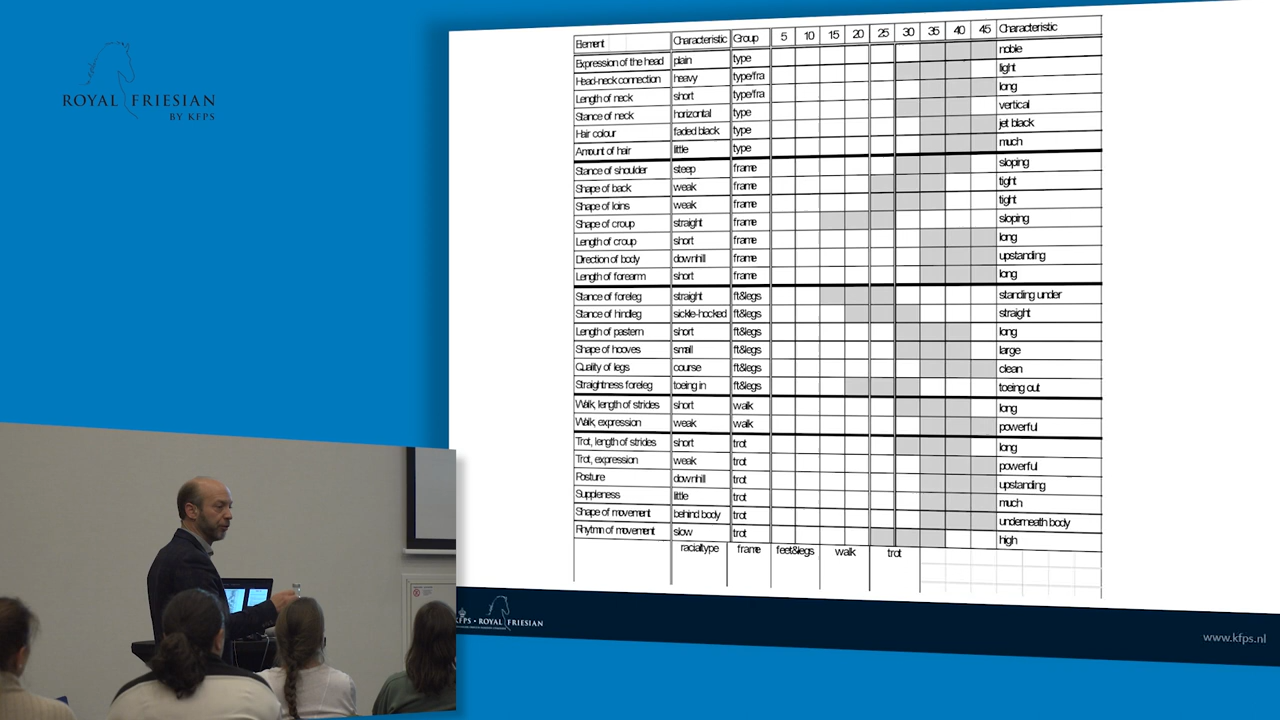 ROYAL FRIESIAN
BY KFPS
Element Characteristic Group 5 10 15 20 25 30 35 40 45 Characteristic
Expression of the head plain type noble
Head-neck connection heavy type/fra light
Length of neck short type/fra long
Stance of neck horizontal type vertical
Hair colour faded black type jet black
Amount of hair little type much
Stance of shoulder steep frame sloping
Shape of back weak frame tight
Shape of loins weak frame tight
Shape of croup straight frame sloping
Length of croup short frame long
Direction of body downhill frame upstanding
Length of forearm short frame long
Stance of foreleg straight ft&legs standing under
Stance of hindleg sickle-hocked ft&legs straight
Length of pastern short ft&legs long
Shape of hooves small ft&legs large
Quality of legs course ft&legs clean
Straightness foreleg toeing in ft&legs toeing out
Walk, length of strides short walk long
Walk, expression weak walk powerful
Trot, length of strides short trot long
Trot, expression weak trot powerful
Posture downhill trot upstanding
Suppleness little trot much
Shape of movement behind body trot underneath body
Rhytmn of movement slow trot high
racialtype frame feet&legs walk trot
KFPS • ROYAL FRIESIAN
www.kfps.nl